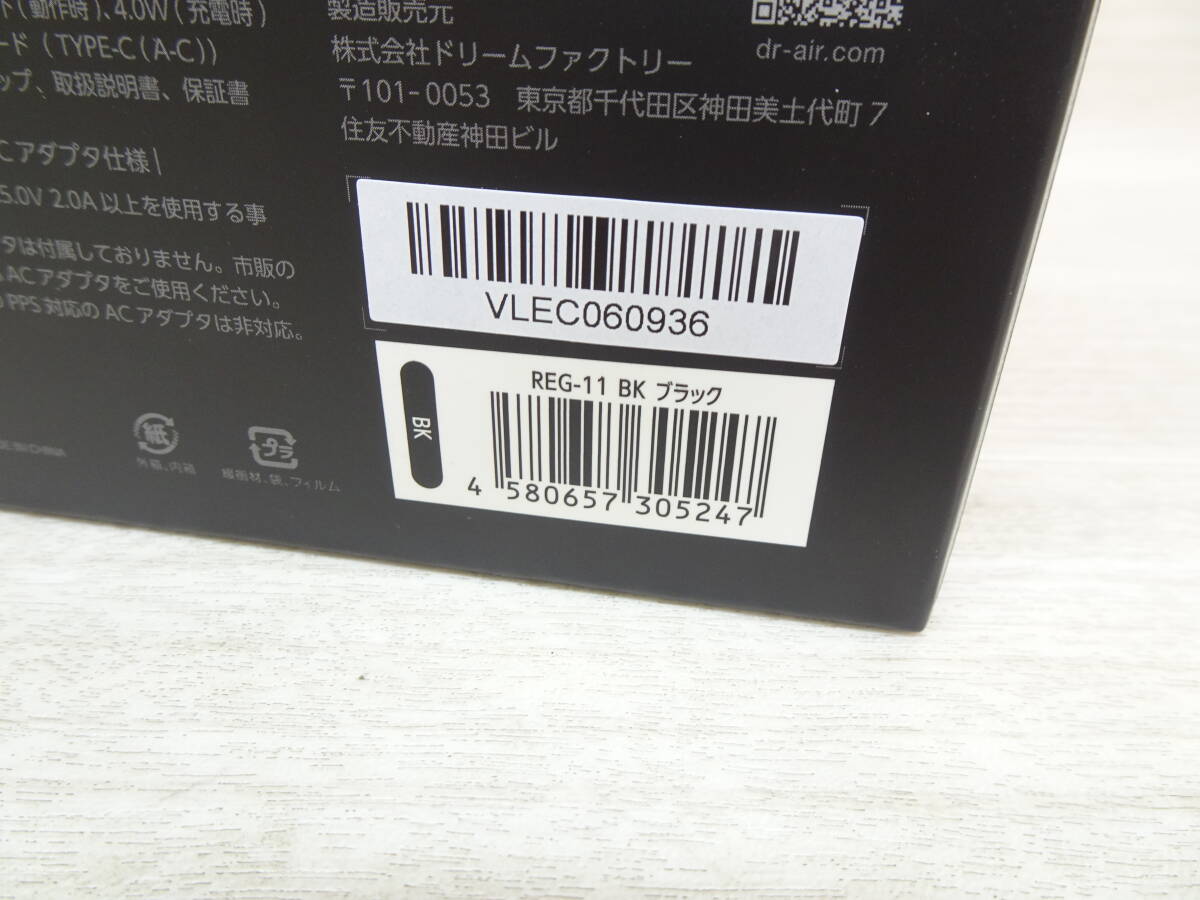 (動作時)、4.0W(充電時)
ード (TYPE-C(A-C))
ップ、取扱説明書、保証書
Cアダプタ仕様|
5.0V 2.0A以上を使用する事
タは付属しておりません。市販の
ACアダプタをご使用ください。
PPS対応のACアダプタは非対応。
製造販売元
株式会社ドリームファクトリー
〒101-0053 東京都千代田区神田美土代町7
住友不動産神田ビル
dr-air.com
VLEC060936
REG-11 BK ブラック
BK
4 580657 305247
紙
外箱、内箱
プラ
緩衝材、袋、フィルム